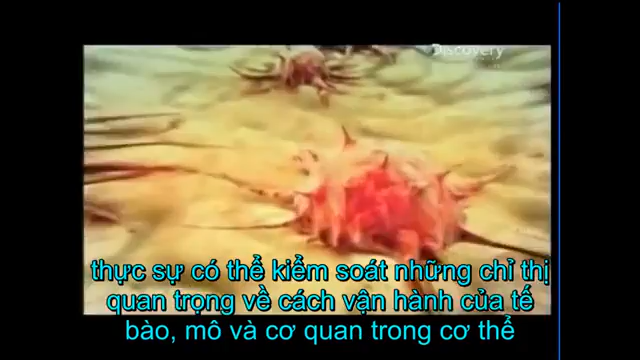 Discovery
thực sự có thể kiểm soát những chỉ thị
quan trọng về cách vận hành của tế
bào, mô và cơ quan trong cơ thể